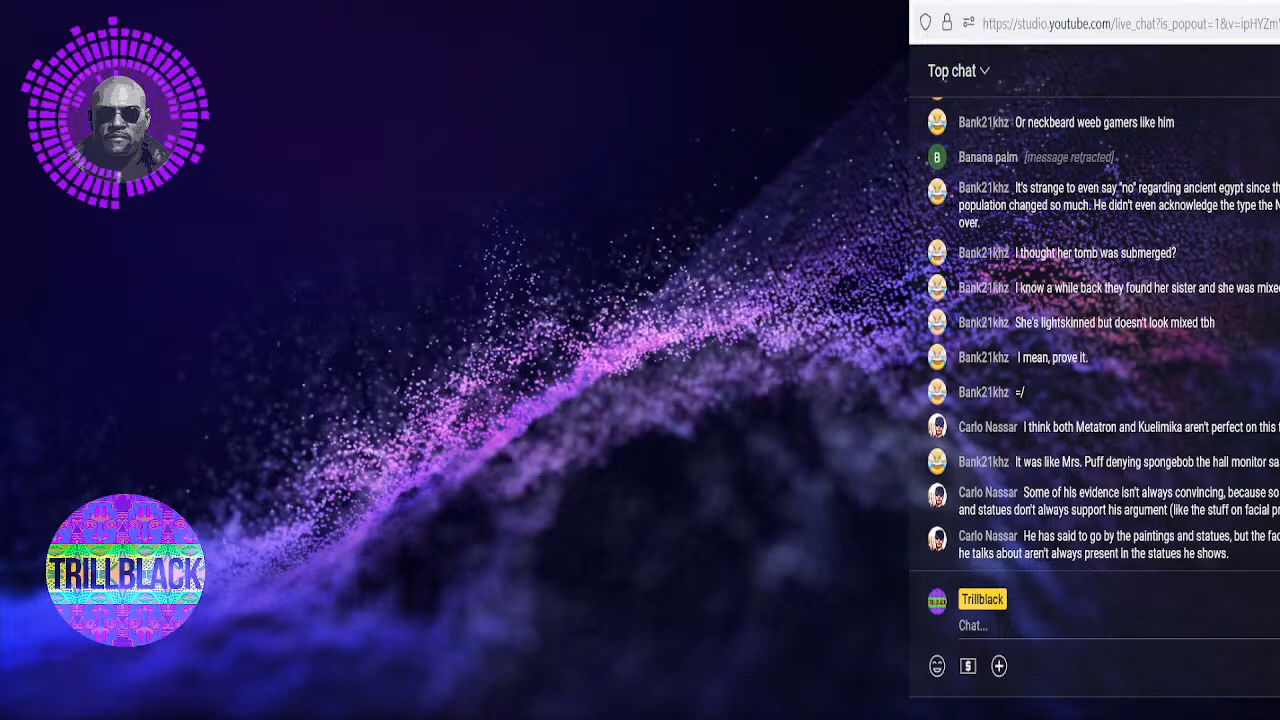 https://studio.youtube.com/live_chat?is_popout=1&v=ipHYZm
Top chat
Bank21khz Or neckbeard weeb gamers like him
B Banana palm [message retracted]
Bank21khz It's strange to even say "no" regarding ancient egypt since th
population changed so much. He didn't even acknowledge the type the N
over.
Bank21khz I thought her tomb was submerged?
Bank21khz I know a while back they found her sister and she was mixe
Bank21khz She's lightskinned but doesn't look mixed tbh
Bank21khz I mean, prove it.
Bank21khz =/
Carlo Nassar I think both Metatron and Kuelimika aren't perfect on this t
Bank21khz It was like Mrs. Puff denying spongebob the hall monitor sa
Carlo Nassar Some of his evidence isn't always convincing, because so
and statues don't always support his argument (like the stuff on facial pr
Carlo Nassar He has said to go by the paintings and statues, but the fac
he talks about aren't always present in the statues he shows.
TRILLBLACK
Trillblack
Chat...